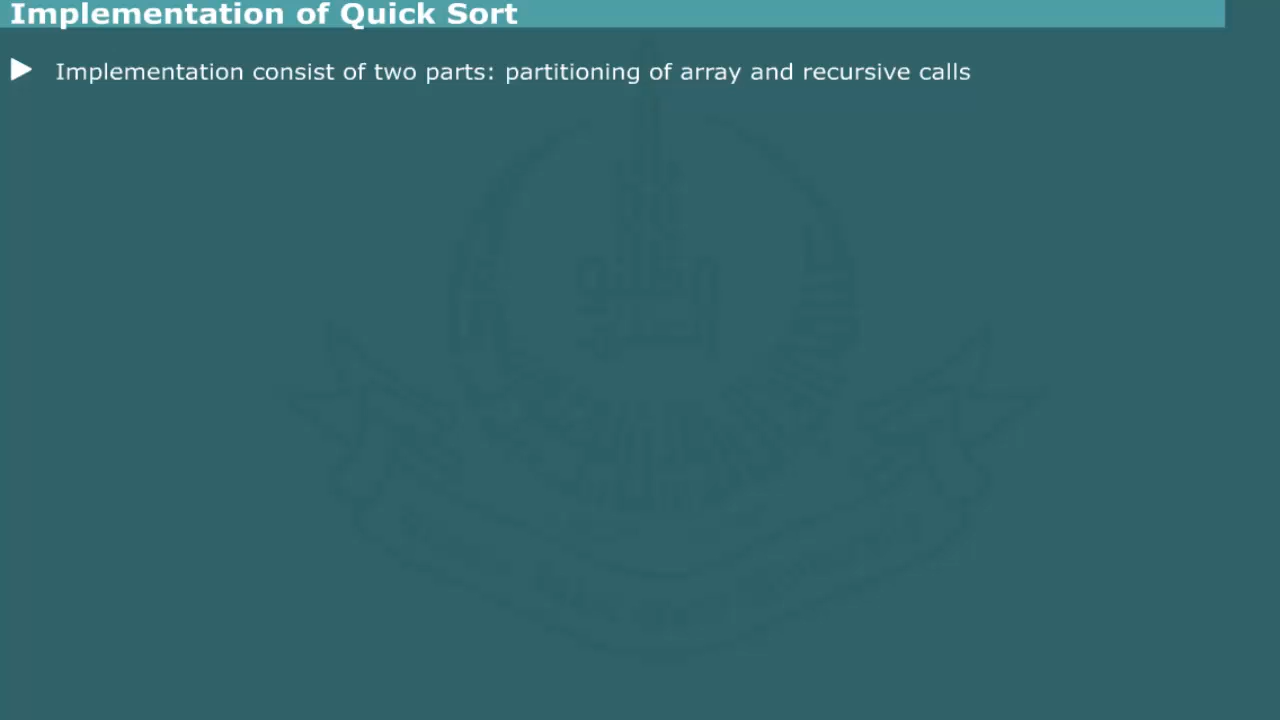 Implementation of Quick Sort
Implementation consist of two parts: partitioning of array and recursive calls